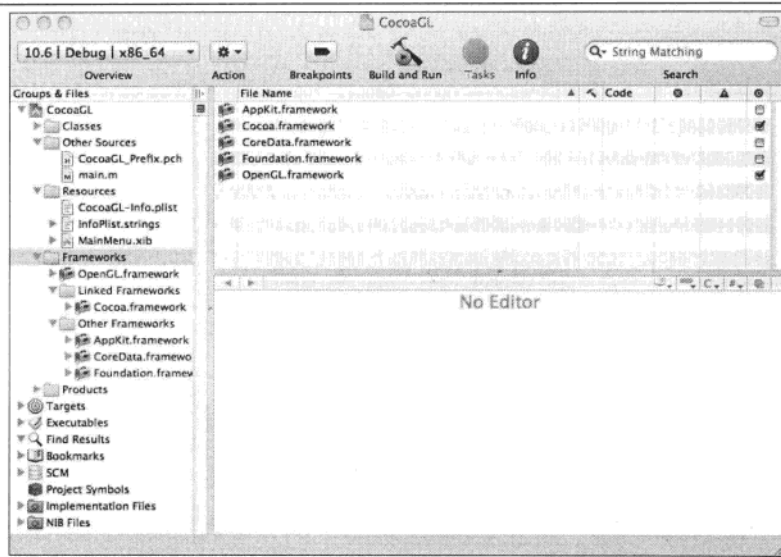 CocoaGL
10.6 | Debug | x86_64
String Matching
Overview
Action
Breakpoints
Build and Run
Tasks
Info
Search
Groups & Files
File Name
Code
CocoaGL
Classes
Other Sources
CocoaGL_Prefix.pch
main.m
Resources
CocoaGL-Info.plist
InfoPlist.strings
MainMenu.xib
Frameworks
OpenGL.framework
Linked Frameworks
Cocoa.framework
Other Frameworks
AppKit.framework
CoreData.framewo
Foundation.framew
Products
Targets
Executables
Find Results
Bookmarks
SCM
Project Symbols
Implementation Files
NIB Files
AppKit.framework
Cocoa.framework
CoreData.framework
Foundation.framework
OpenGL.framework
C
#
No Editor